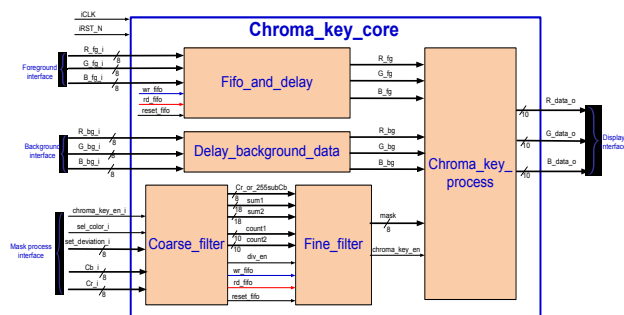 iCLK
iRST_N
Chroma_key_core
R_fg_i
8
G_fg_i
8
B_fg_i
8
Foreground
interface
wr_fifo
rd_fifo
reset_fifo
Fifo_and_delay
R_fg
G_fg
B_fg
R_bg_i
8
G_bg_i
8
B_bg_i
8
Background
interface
Delay_background_data
R_bg
G_bg
B_bg
Chroma_key_
process
R_data_o
10
G_data_o
10
B_data_o
10
Display
interface
chroma_key_en_i
sel_color_i
set_deviation_i
8
Cb_i
8
Cr_i
8
Mask process
interface
Coarse_filter
Cr_or_255subCb
8
sum1
18
sum2
18
count1
10
count2
10
div_en
wr_fifo
rd_fifo
reset_fifo
Fine_filter
mask
8
chroma_key_en